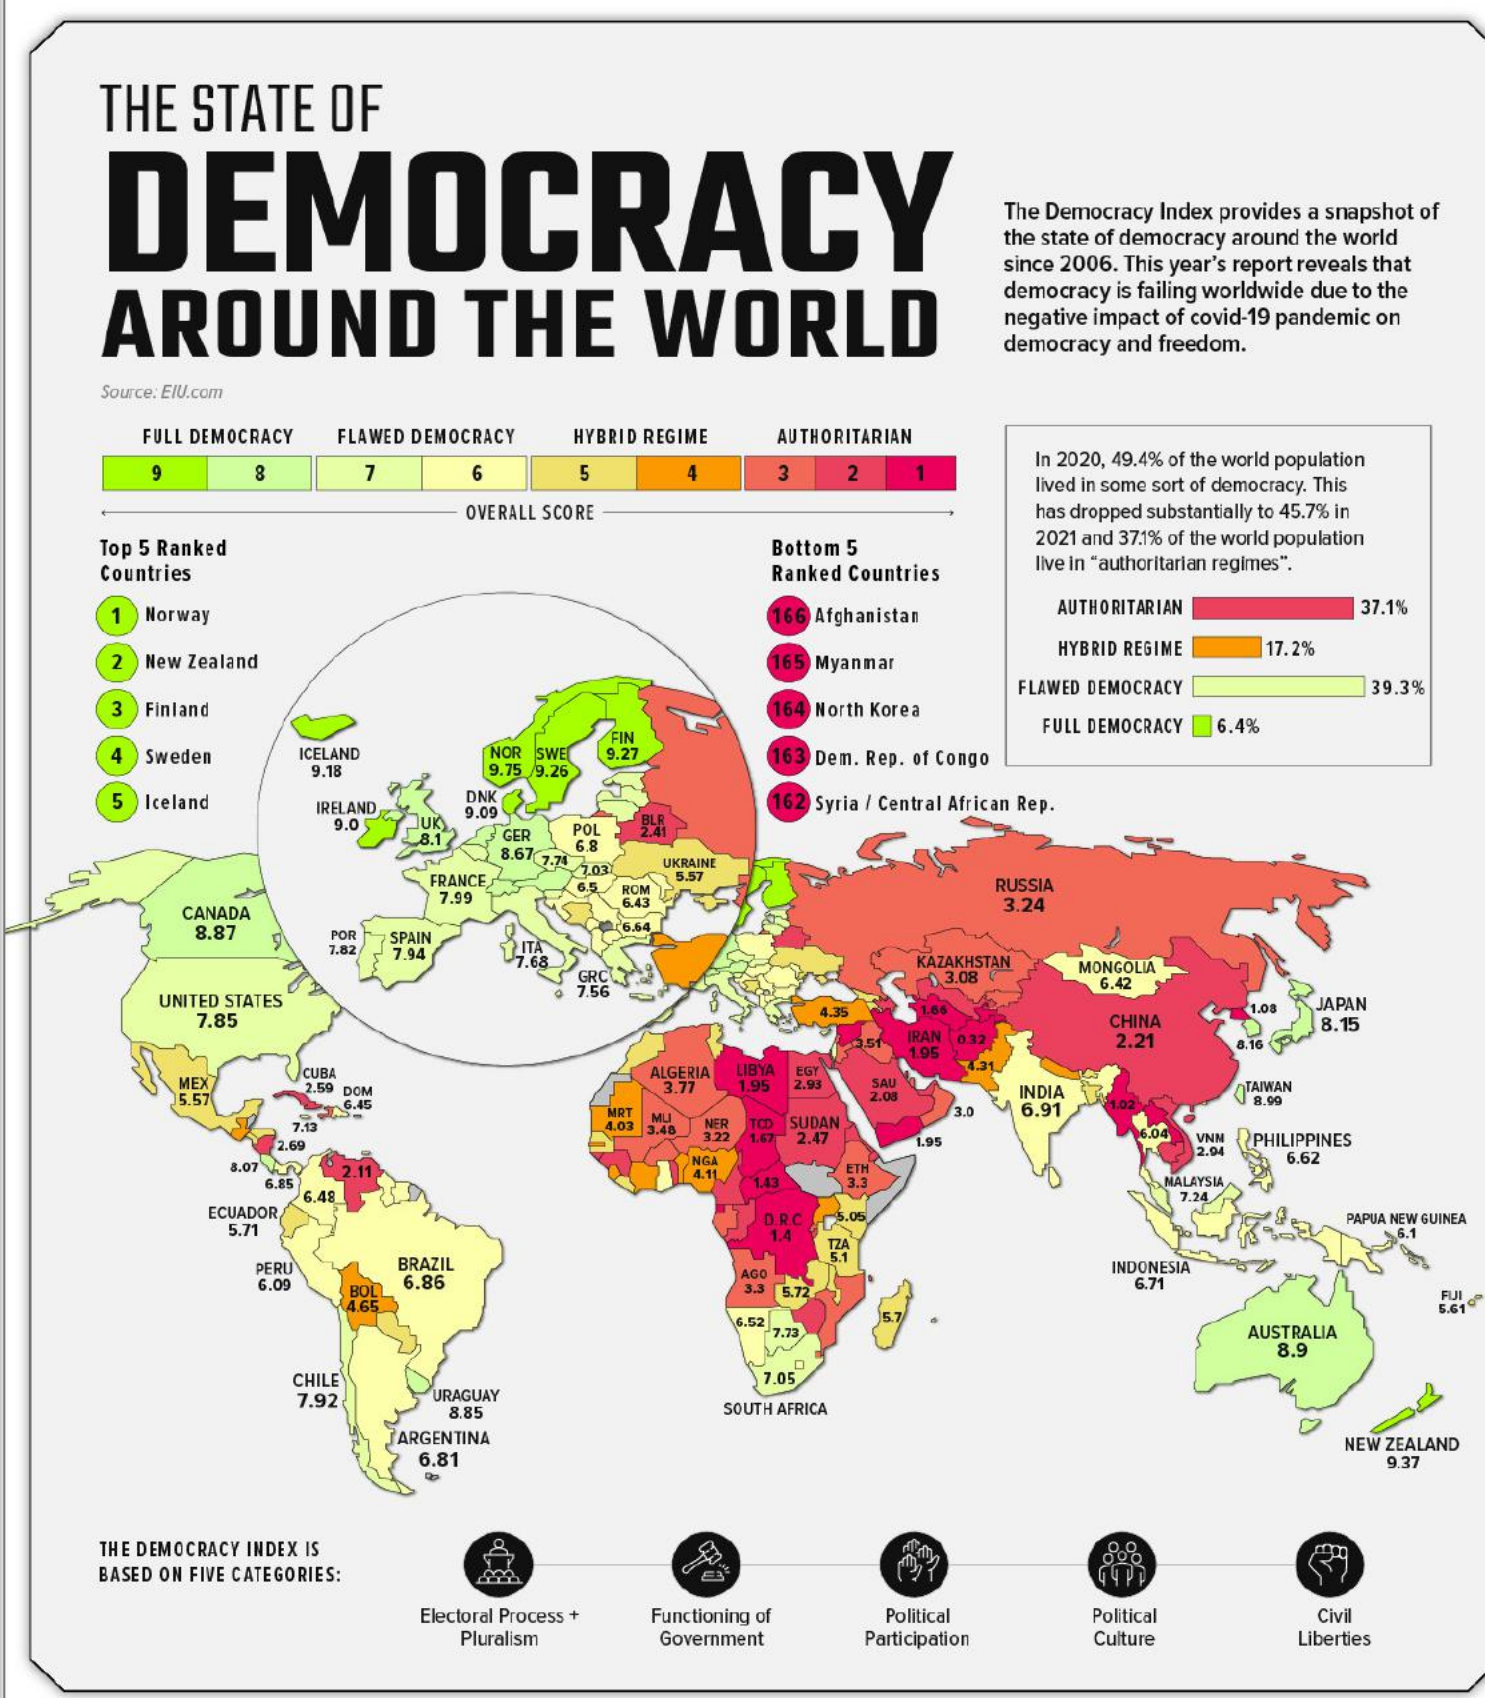 THE STATE OF
DEMOCRACY
AROUND THE WORLD
Source: EIU.com
The Democracy Index provides a snapshot of
the state of democracy around the world
since 2006. This year's report reveals that
democracy is failing worldwide due to the
negative impact of covid-19 pandemic on
democracy and freedom.
FULL DEMOCRACY
FLAWED DEMOCRACY
HYBRID REGIME
AUTHORITARIAN
9 8 7 6 5 4 3 2 1
OVERALL SCORE
In 2020, 49.4% of the world population
lived in some sort of democracy. This
has dropped substantially to 45.7% in
2021 and 37.1% of the world population
live in “authoritarian regimes”.
AUTHORITARIAN 37.1%
HYBRID REGIME 17.2%
FLAWED DEMOCRACY 39.3%
FULL DEMOCRACY 6.4%
Top 5 Ranked
Countries
1 Norway
2 New Zealand
3 Finland
4 Sweden
5 Iceland
Bottom 5
Ranked Countries
166 Afghanistan
165 Myanmar
164 North Korea
163 Dem. Rep. of Congo
162 Syria / Central African Rep.
ICELAND
9.18
NOR
9.75
SWE
9.26
FIN
9.27
IRELAND
9.0
UK
8.1
DNK
9.09
GER
8.67
POL
6.8
BLR
2.41
7.74
7.03
UKRAINE
5.57
FRANCE
7.99
6.5
ROM
6.43
6.64
POR
7.82
SPAIN
7.94
ITA
7.68
GRC
7.56
CANADA
8.87
UNITED STATES
7.85
MEX
5.57
CUBA
2.59
DOM
6.45
7.13
2.69
8.07
6.85
2.11
6.48
ECUADOR
5.71
PERU
6.09
BRAZIL
6.86
BOL
4.65
CHILE
7.92
URAGUAY
8.85
ARGENTINA
6.81
RUSSIA
3.24
KAZAKHSTAN
3.08
MONGOLIA
6.42
CHINA
2.21
1.08
8.16
JAPAN
8.15
4.35
1.66
3.51
IRAN
1.95
0.32
4.31
INDIA
6.91
SAU
2.08
3.0
1.95
TAIWAN
8.99
1.02
6.04
VNM
2.94
PHILIPPINES
6.62
MALAYSIA
7.24
INDONESIA
6.71
PAPUA NEW GUINEA
6.1
FIJI
5.61
AUSTRALIA
8.9
NEW ZEALAND
9.37
ALGERIA
3.77
LIBYA
1.95
EGY
2.93
MRT
4.03
MLI
3.48
NER
3.22
TCD
1.67
SUDAN
2.47
NGA
4.11
1.43
ETH
3.3
D.R.C
1.4
5.05
TZA
5.1
AGO
3.3
5.72
6.52
7.73
5.7
7.05
SOUTH AFRICA
THE DEMOCRACY INDEX IS
BASED ON FIVE CATEGORIES:
Electoral Process +
Pluralism
Functioning of
Government
Political
Participation
Political
Culture
Civil
Liberties